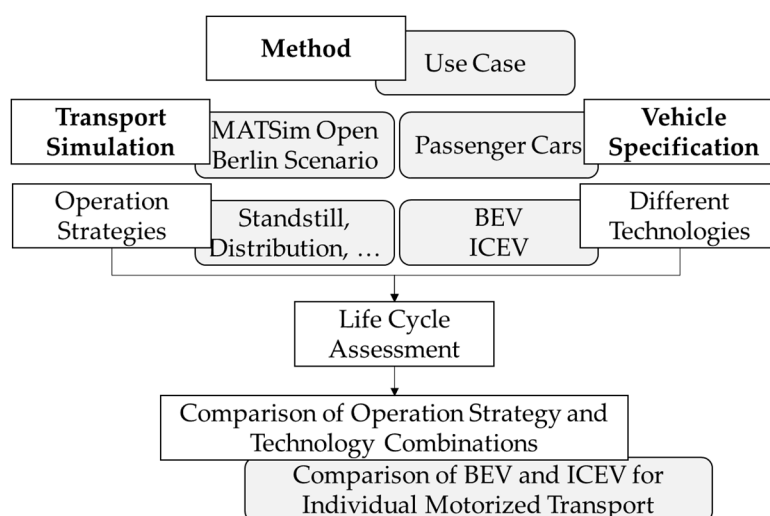 Method
Use Case
Transport
Simulation
MATSim Open
Berlin Scenario
Passenger Cars
Vehicle
Specification
Operation
Strategies
Standstill,
Distribution, …
BEV
ICEV
Different
Technologies
Life Cycle
Assessment
Comparison of Operation Strategy and
Technology Combinations
Comparison of BEV and ICEV for
Individual Motorized Transport